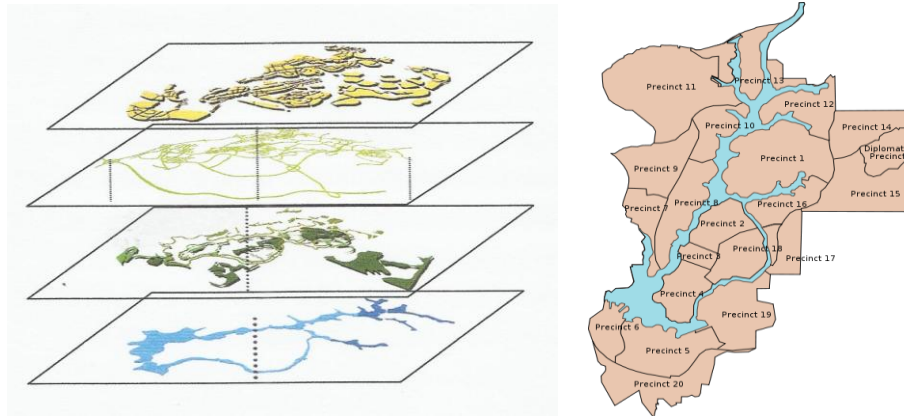 Precinct 13
Precinct 11
Precinct 12
Precinct 10
Precinct 14
Diplomat
Precinct
Precinct 1
Precinct 9
Precinct 15
Precinct 7
Precinct 8
Precinct 16
Precinct 2
Precinct 18
Precinct 3
Precinct 17
Precinct 4
Precinct 19
Precinct 6
Precinct 5
Precinct 20